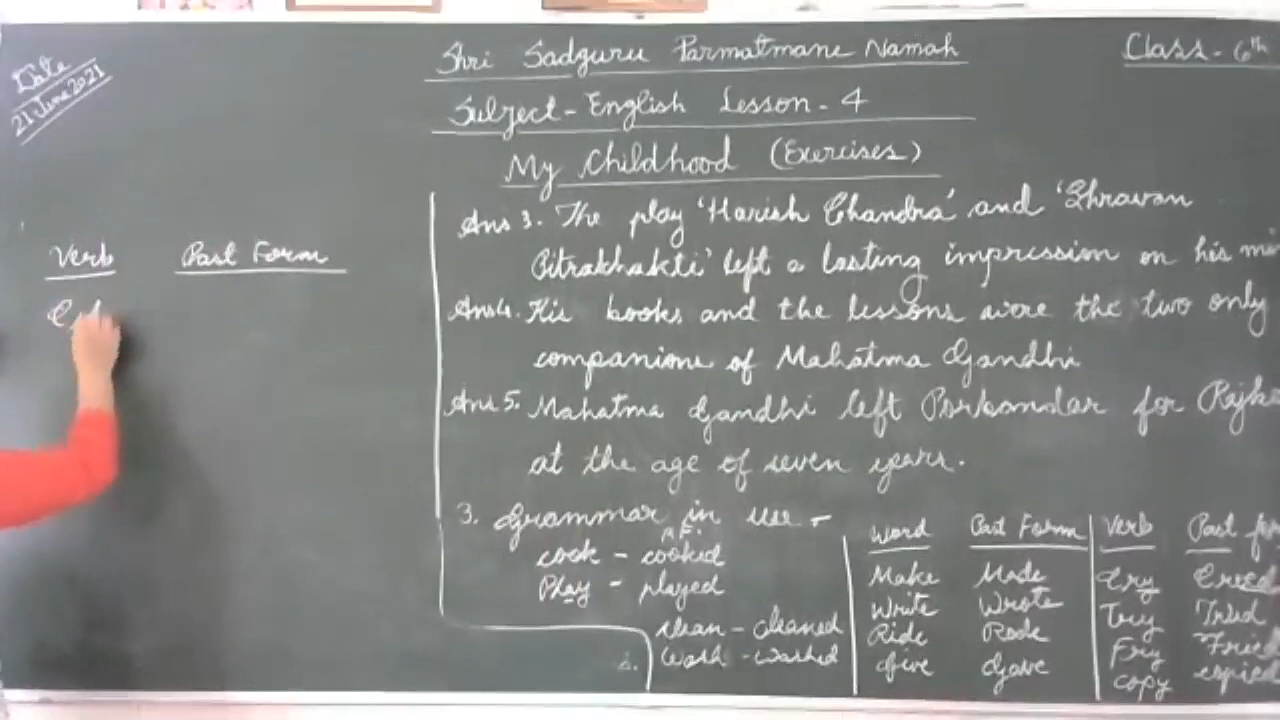 Date
21 June 2021
Shri Sadguru Parmatmane Namah
Class - 6th
Subject - English Lesson - 4
My Childhood (Exercises)
Ans 3. The play 'Harish Chandra' and 'Shravan
Pitrabhakti' left a lasting impression on his mi
Ans 4. His books and the lessons were the two only
companions of Mahatma Gandhi
Ans 5. Mahatma Gandhi left Porbandar for Rajko
at the age of seven years.
Verb Past Form
3. Grammar in use -
P.F.
cook - cooked
Play - played
clean - cleaned
wash - washed
Word Past Form
Make Made
Write Wrote
Ride Rode
Give Gave
Verb Past for
Cry Cried
Try Tried
Fry Fried
copy copied